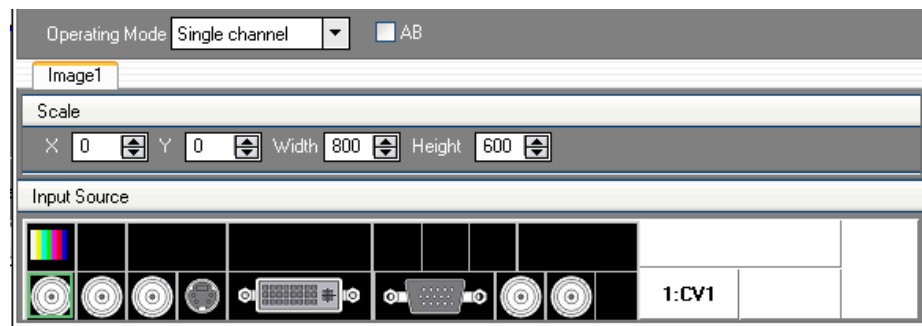 Operating Mode Single channel AB
Image1
Scale
X 0 Y 0 Width 800 Height 600
Input Source
1:CV1